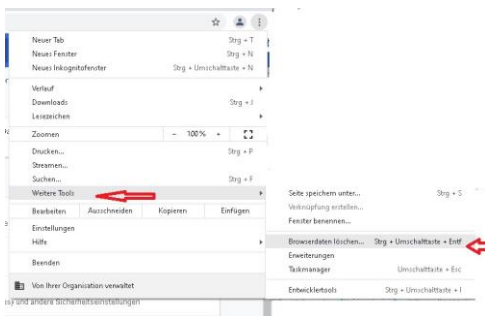 Neuer Tab Strg + T
Neues Fenster Strg + N
Neues Inkognitofenster Strg + Umschalttaste + N
Verlauf
Downloads Strg + J
Lesezeichen
Zoomen − 100% +
Drucken... Strg + P
Streamen...
Suchen... Strg + F
Weitere Tools
Bearbeiten Ausschneiden Kopieren Einfügen
Einstellungen
Hilfe
Beenden
Von Ihrer Organisation verwaltet
und andere Sicherheitseinstellungen
Seite speichern unter... Strg + S
Verknüpfung erstellen...
Fenster benennen...
Browserdaten löschen... Strg + Umschalttaste + Entf
Erweiterungen
Taskmanager Umschalttaste + Esc
Entwicklertools Strg + Umschalttaste + I